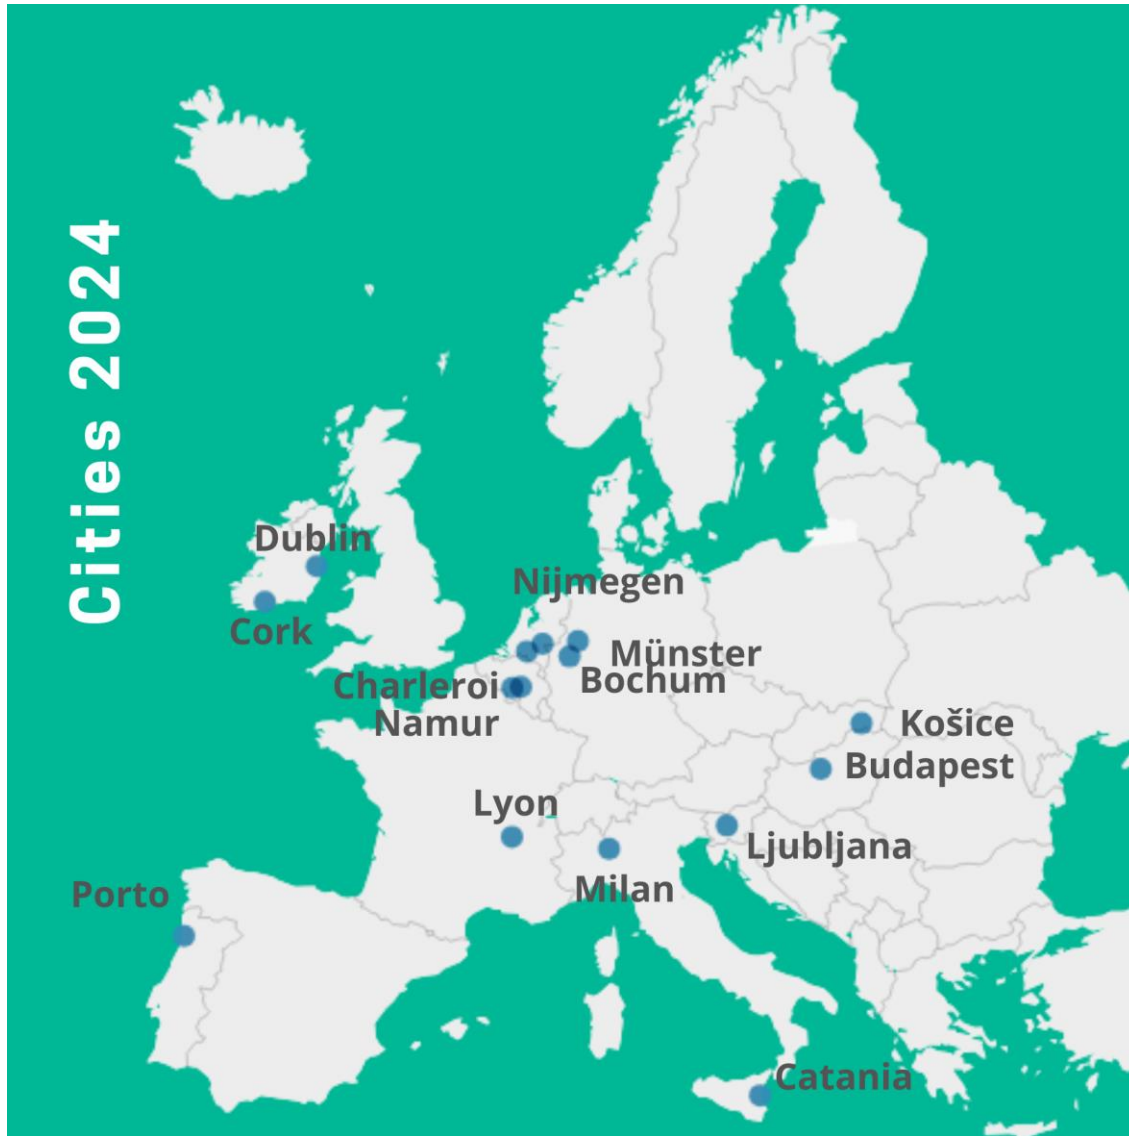 Cities 2024
Dublin
Nijmegen
Cork
Münster
Bochum
Charleroi
Namur
Košice
Budapest
Lyon
Ljubljana
Milan
Porto
Catania